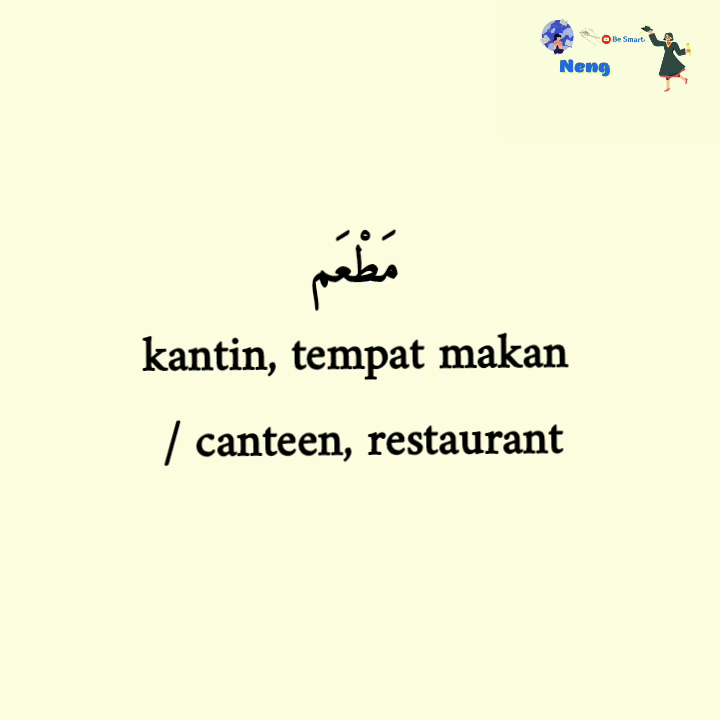 Be Smart
Neng
مَطْعَم
kantin, tempat makan
/ canteen, restaurant